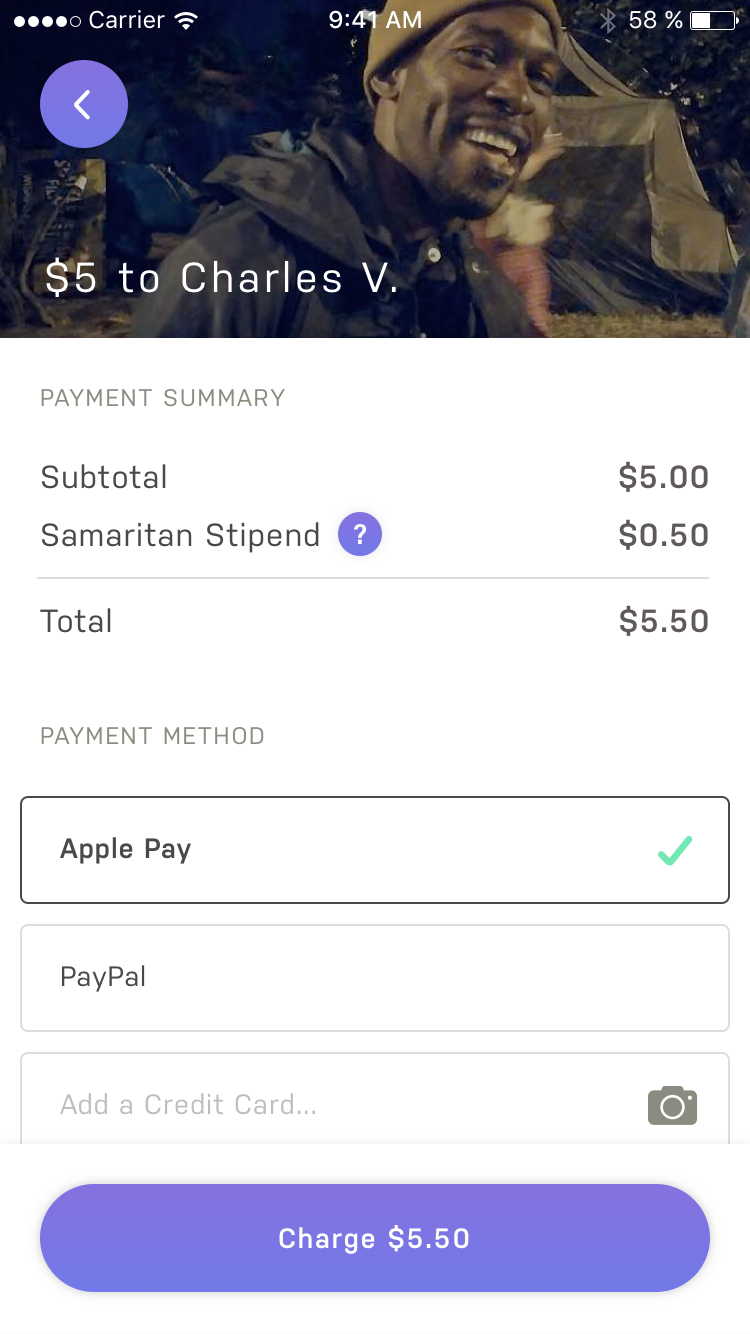 Carrier 9:41 AM 58 %
$5 to Charles V.
PAYMENT SUMMARY
Subtotal $5.00
Samaritan Stipend ? $0.50
Total $5.50
PAYMENT METHOD
Apple Pay
PayPal
Add a Credit Card...
Charge $5.50